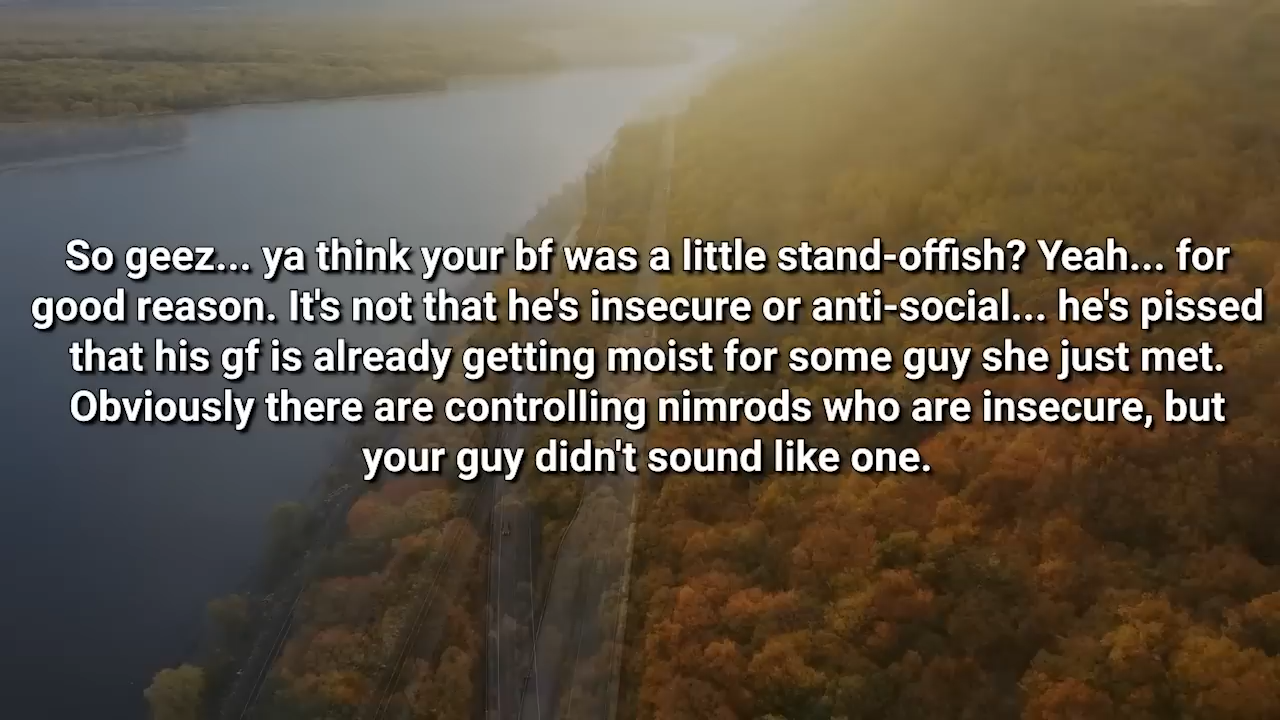 So geez... ya think your bf was a little stand-offish? Yeah... for
good reason. It's not that he's insecure or anti-social... he's pissed
that his gf is already getting moist for some guy she just met.
Obviously there are controlling nimrods who are insecure, but
your guy didn't sound like one.